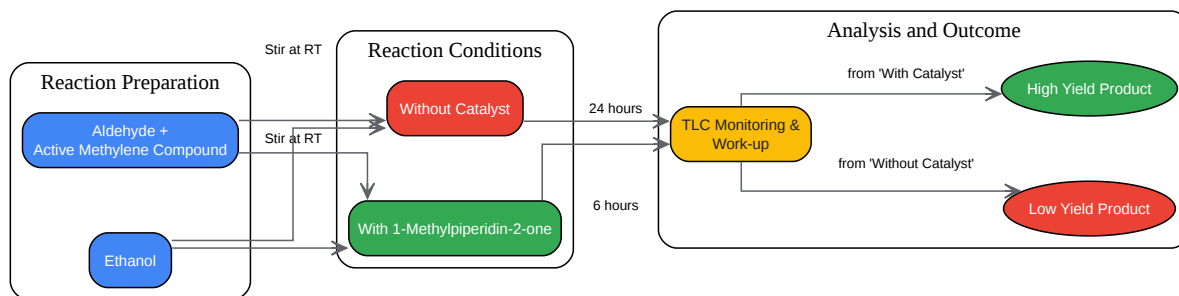 Reaction Preparation
Aldehyde +
Active Methylene Compound
Ethanol
Stir at RT
Stir at RT
Reaction Conditions
Without Catalyst
With 1-Methylpiperidin-2-one
24 hours
6 hours
Analysis and Outcome
TLC Monitoring &
Work-up
from 'With Catalyst'
from 'Without Catalyst'
High Yield Product
Low Yield Product